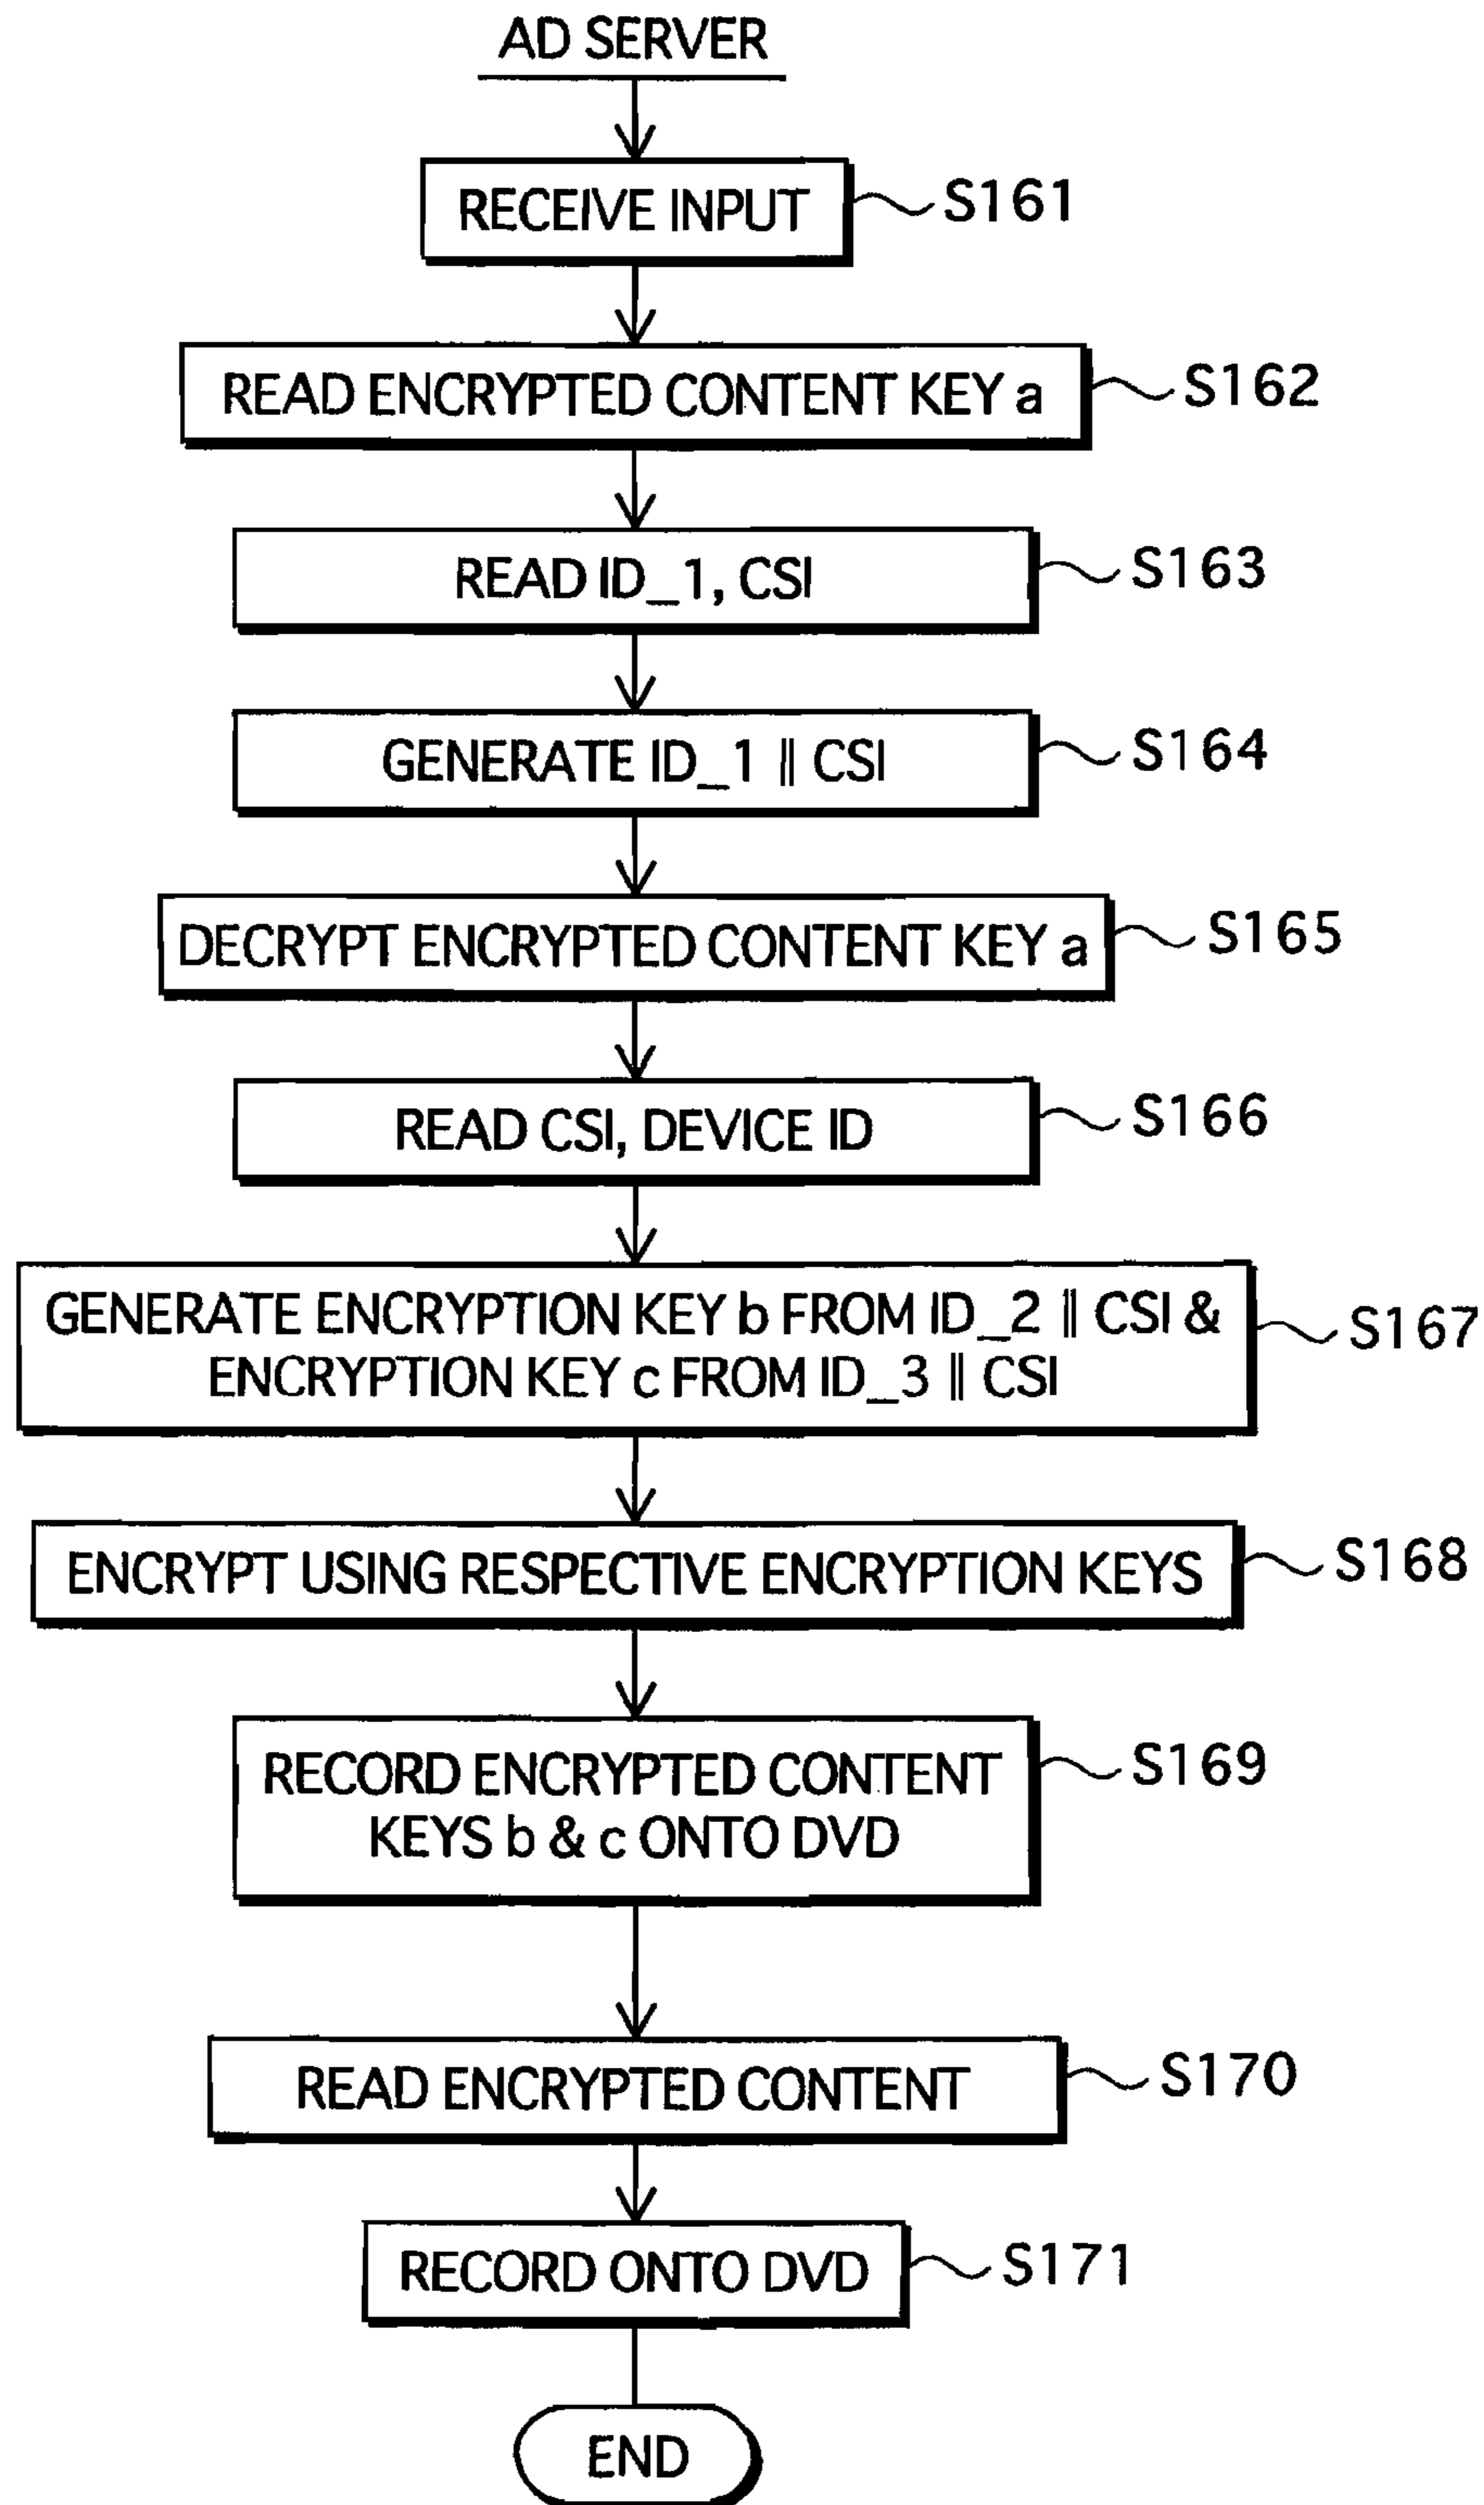 AD SERVER
RECEIVE INPUT
S161
READ ENCRYPTED CONTENT KEY a
S162
READ ID_1, CSI
S163
GENERATE ID_1 || CSI
S164
DECRYPT ENCRYPTED CONTENT KEY a
S165
READ CSI, DEVICE ID
S166
GENERATE ENCRYPTION KEY b FROM ID_2 || CSI &
ENCRYPTION KEY c FROM ID_3 || CSI
S167
ENCRYPT USING RESPECTIVE ENCRYPTION KEYS
S168
RECORD ENCRYPTED CONTENT
KEYS b & c ONTO DVD
S169
READ ENCRYPTED CONTENT
S170
RECORD ONTO DVD
S171
END